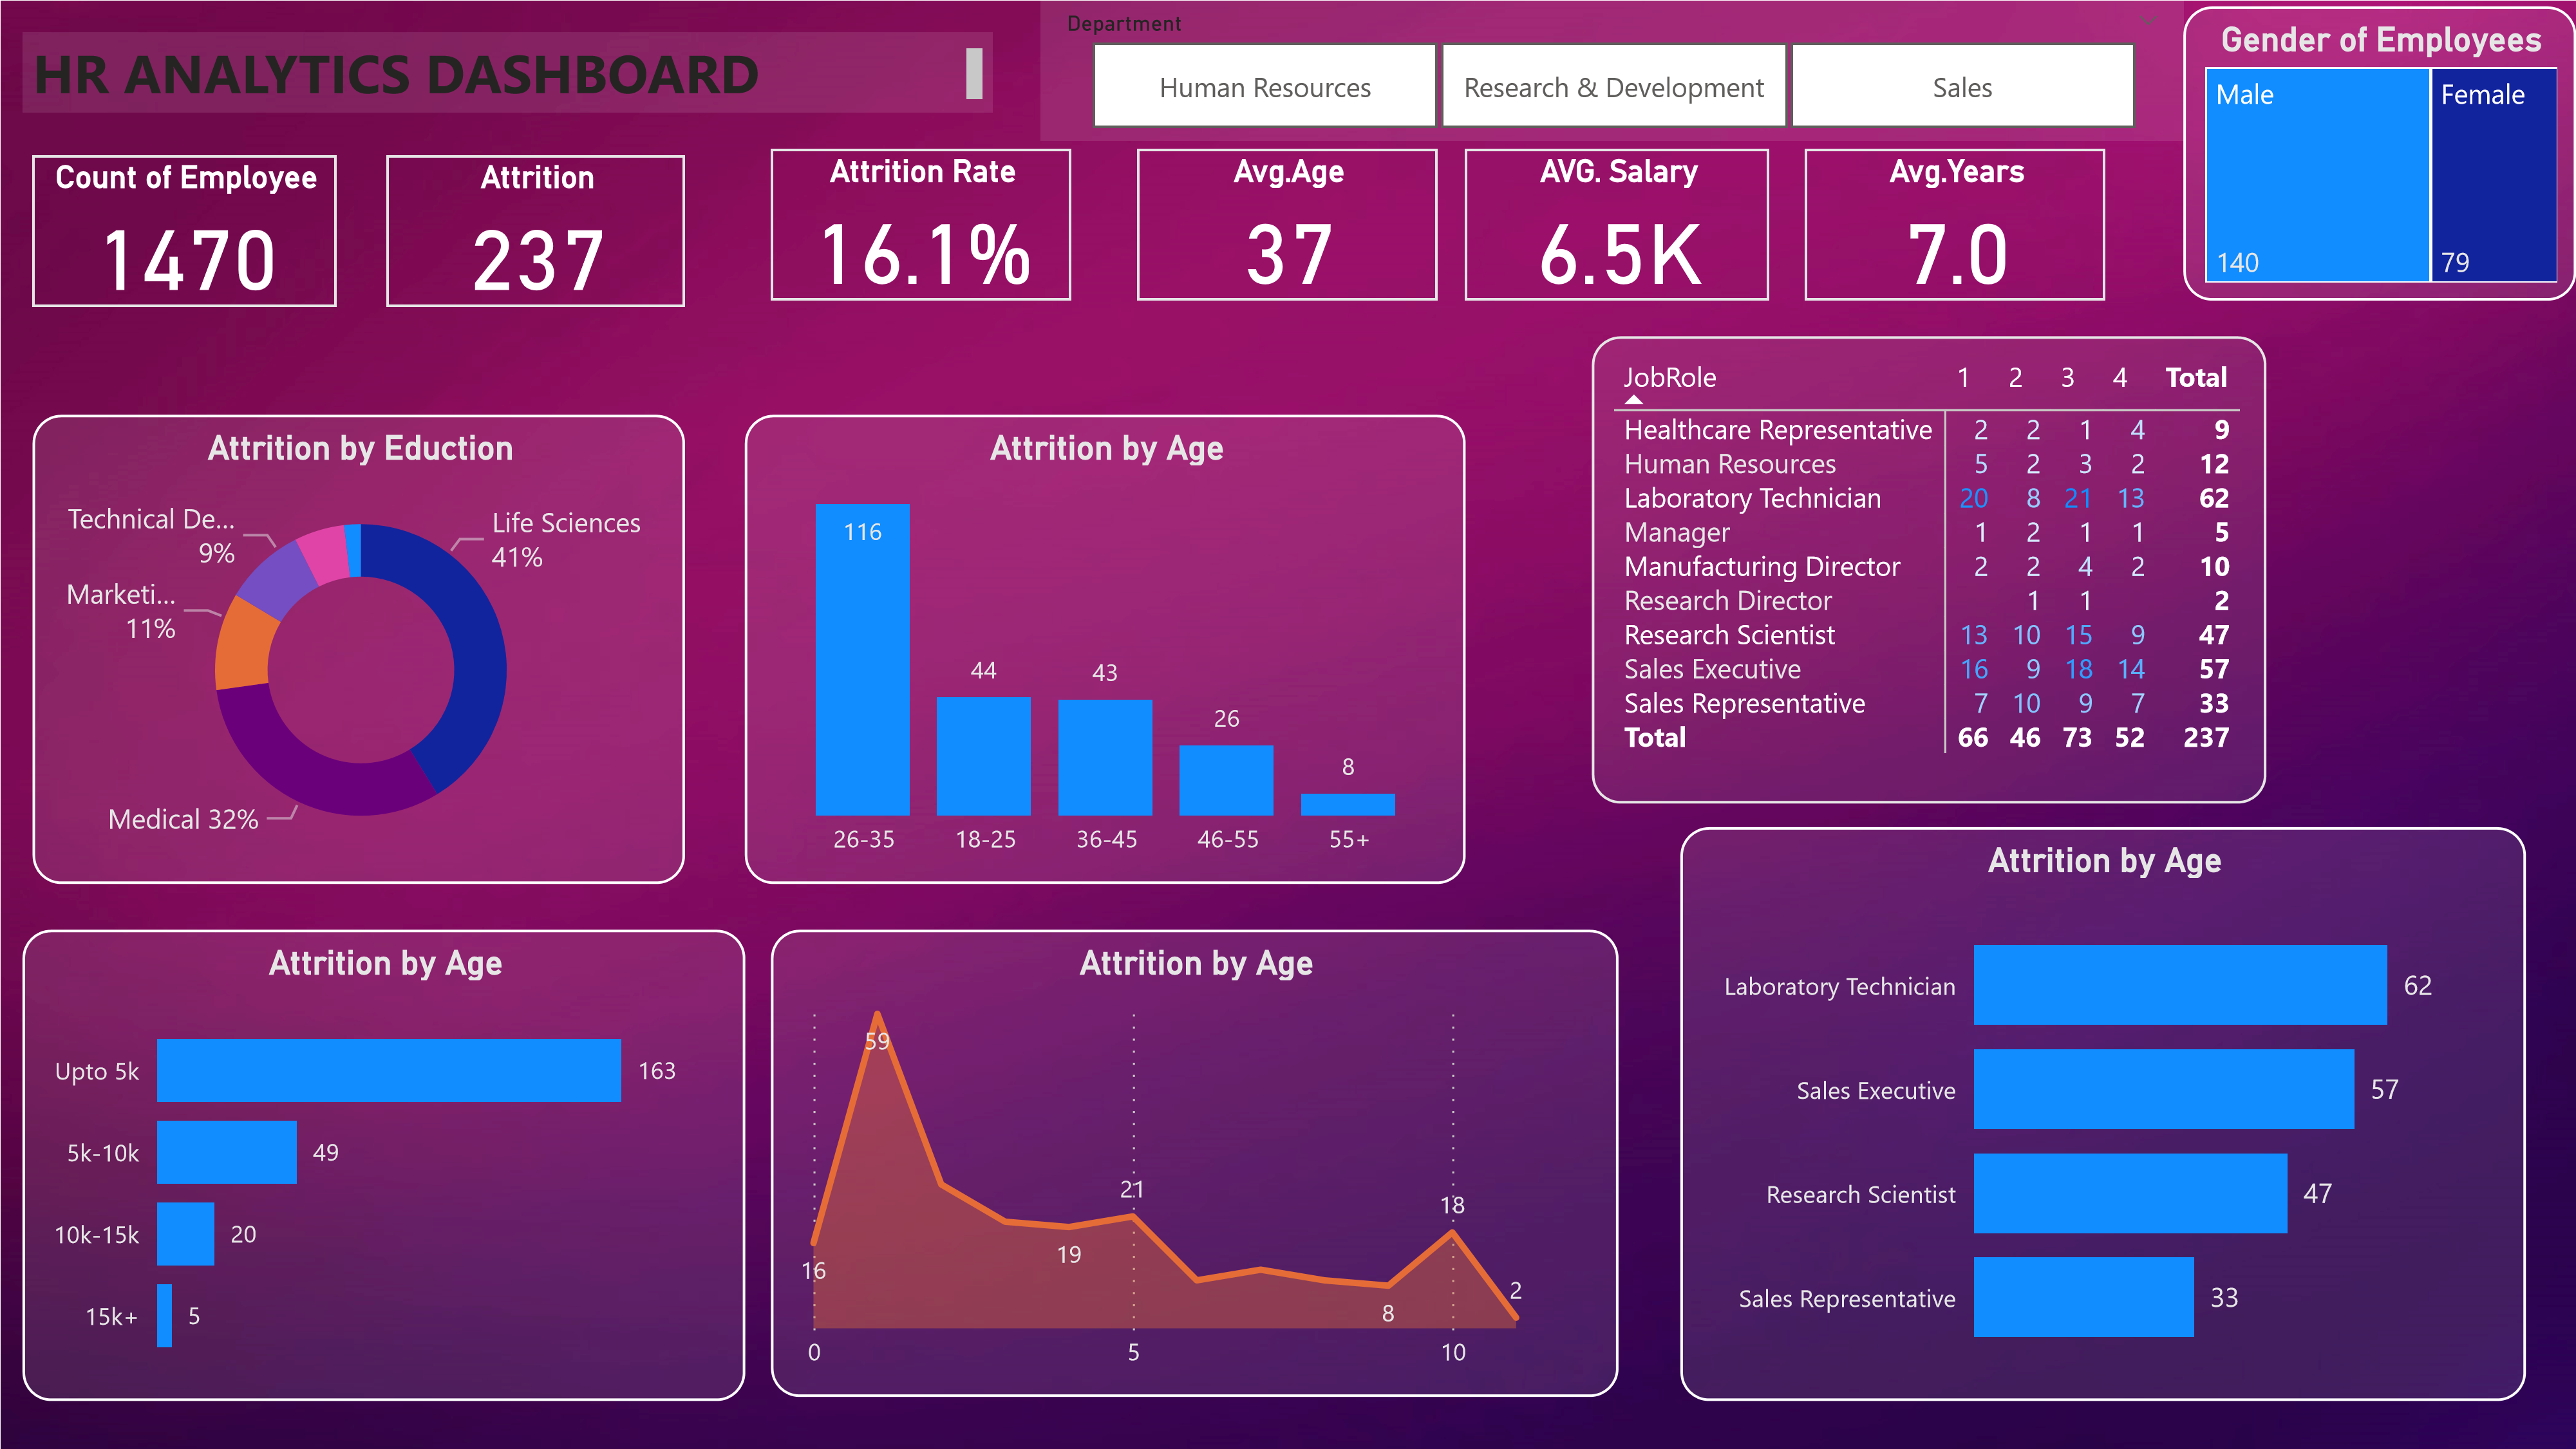 Department
HR ANALYTICS DASHBOARD
Human Resources
Research & Development
Sales
Gender of Employees
Male
Female
140
79
Count of Employee
1470
Attrition
237
Attrition Rate
16.1%
Avg.Age
37
AVG. Salary
6.5K
Avg.Years
7.0
Attrition by Eduction
Technical De...
9%
Life Sciences
41%
Marketi...
11%
Medical 32%
Attrition by Age
116
44
43
26
8
26-35 18-25 36-45 46-55 55+
JobRole 1 2 3 4 Total
Healthcare Representative 2 2 1 4 9
Human Resources 5 2 3 2 12
Laboratory Technician 20 8 21 13 62
Manager 1 2 1 1 5
Manufacturing Director 2 2 4 2 10
Research Director 1 1 2
Research Scientist 13 10 15 9 47
Sales Executive 16 9 18 14 57
Sales Representative 7 10 9 7 33
Total 66 46 73 52 237
Attrition by Age
Upto 5k 163
5k-10k 49
10k-15k 20
15k+ 5
Attrition by Age
59
21
18
16
19
8
2
0 5 10
Attrition by Age
Laboratory Technician 62
Sales Executive 57
Research Scientist 47
Sales Representative 33